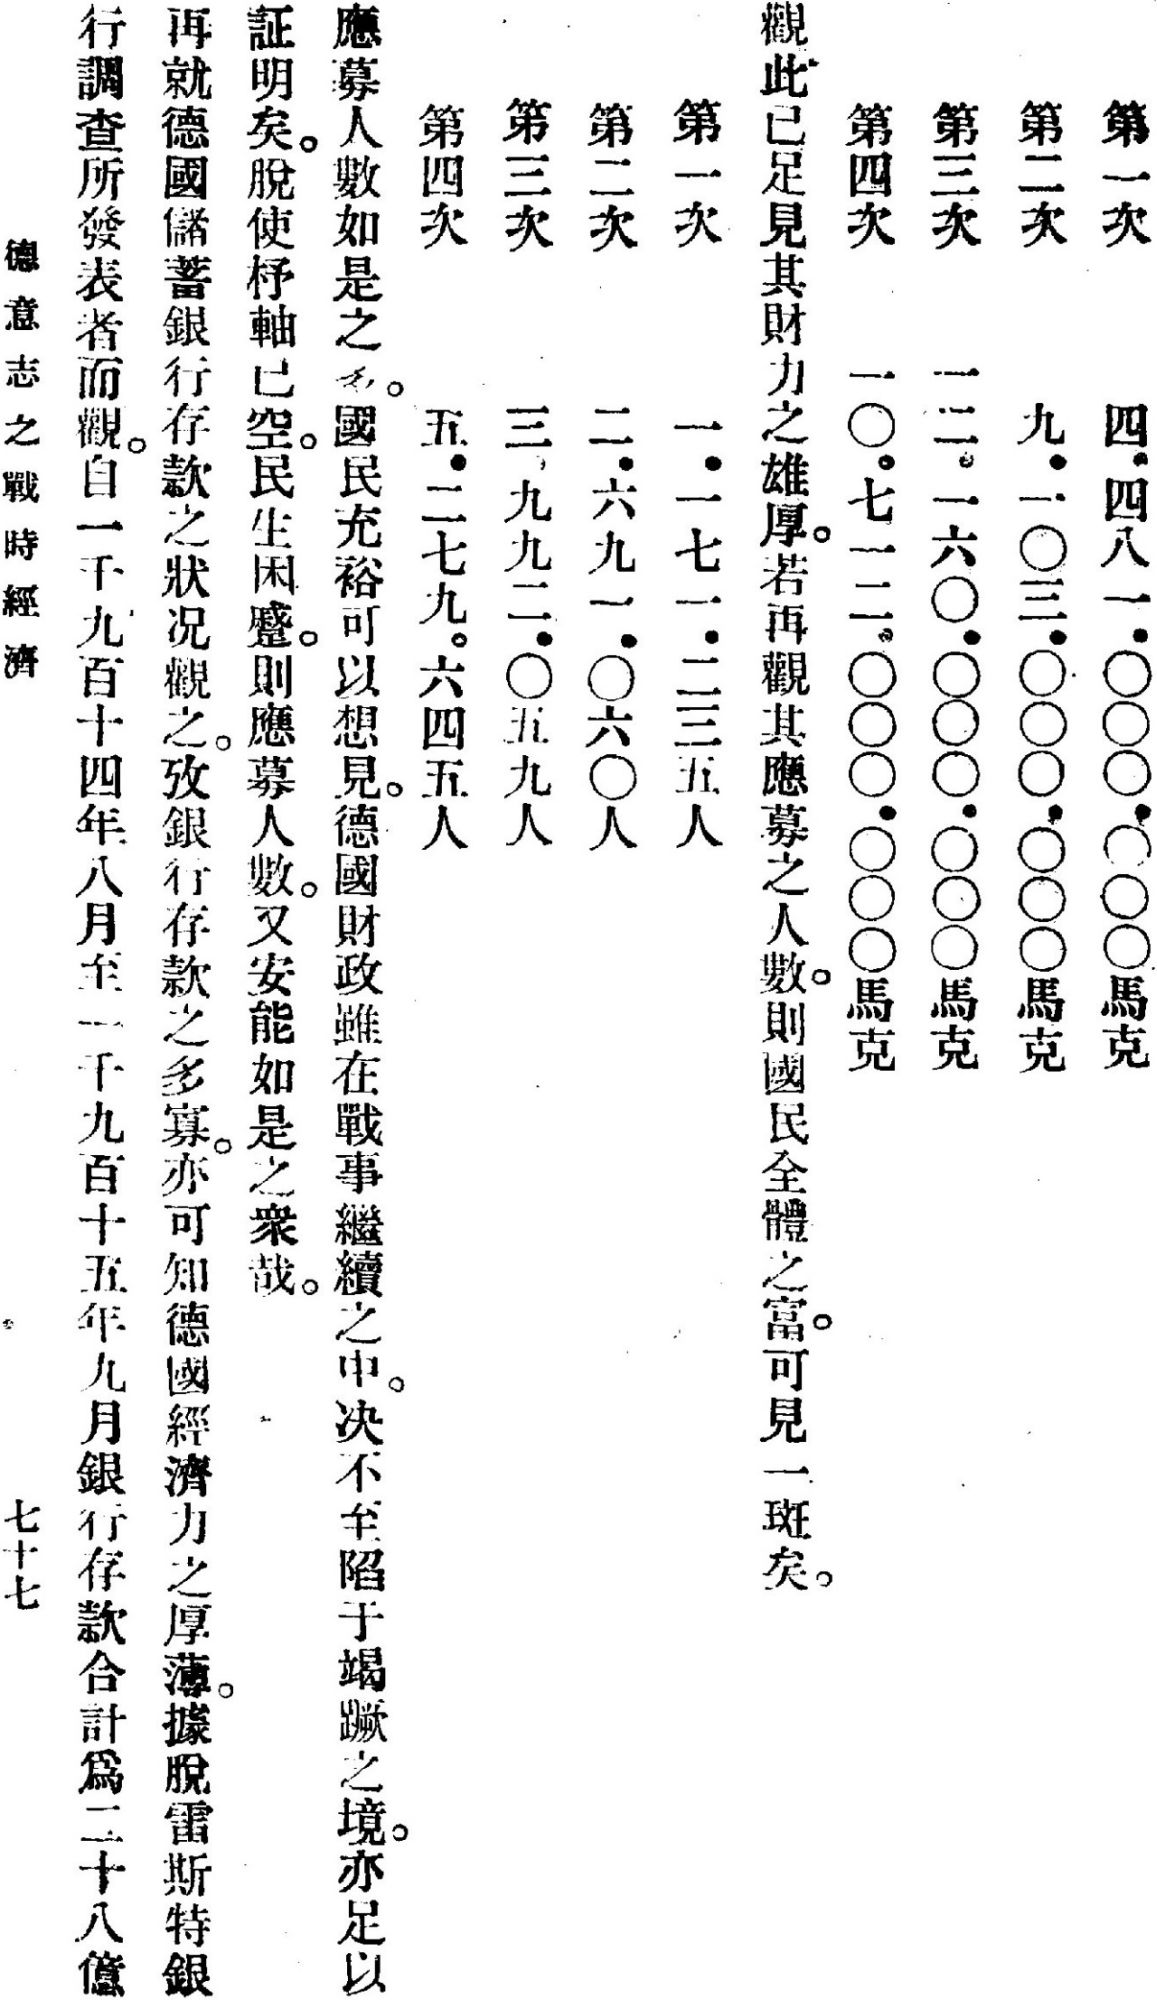 第一次　四.四八一.〇〇〇.〇〇〇馬克
第二次　九.一〇三.〇〇〇.〇〇〇馬克
第三次　一二。一六〇.〇〇〇.〇〇〇馬克
第四次　一〇。七一二。〇〇〇.〇〇〇馬克
觀此已足見其財力之雄厚。若再觀其應募之人數。則國民全體之富。可見一斑矣。
第一次　一.一七一.二三五人
第二次　二.六九一.〇六〇人
第三次　三、九九二.〇五九人
第四次　五.二七九。六四五人
應募人數如是之多。國民充裕可以想見。德國財政雖在戰事繼續之中。决不至陷于竭蹶之境。亦足以
証明矣。脫使杼軸已空。民生困蹙。則應募人數。又安能如是之衆哉。
再就德國儲蓄銀行存款之狀况觀之。攷銀行存款之多寡。亦可知德國經濟力之厚薄。據脫雷斯特銀
行調查所發表者而觀。自一千九百十四年八月至一千九百十五年九月銀行存款合計爲二十八億
德意志之戰時經濟
七十七